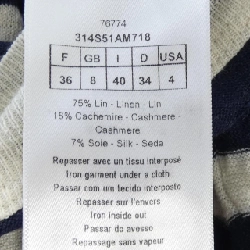 76774
314S51AM718
F GB I D USA
36 8 40 34 4
75% Lin - Linen - Lin
15% Cachemire - Cashmere -
Cashmere
7% Soie - Silk - Seda
Repasser avec un tissu interposé
Iron garment under a cloth
Passar com um tecido interposto
Repasser sur l'envers
Iron inside out
Passar do avesso
Repassage sans vapeur